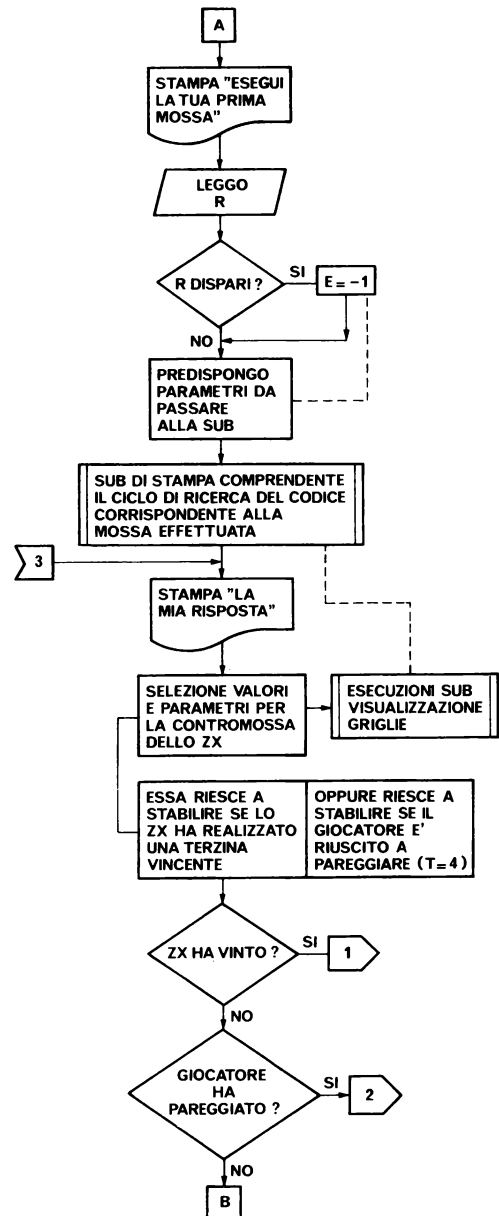 A
STAMPA "ESEGUI
LA TUA PRIMA
MOSSA"
LEGGO
R
R DISPARI ?
SI
E = -1
NO
PREDISPONGO
PARAMETRI DA
PASSARE
ALLA SUB
SUB DI STAMPA COMPRENDENTE
IL CICLO DI RICERCA DEL CODICE
CORRISPONDENTE ALLA
MOSSA EFFETTUATA
3
STAMPA "LA
MIA RISPOSTA"
SELEZIONE VALORI
E PARAMETRI PER
LA CONTROMOSSA
DELLO ZX
ESECUZIONI SUB
VISUALIZZAZIONE
GRIGLIE
ESSA RIESCE A
STABILIRE SE LO
ZX HA REALIZZATO
UNA TERZINA
VINCENTE
OPPURE RIESCE A
STABILIRE SE IL
GIOCATORE E'
RIUSCITO A
PAREGGIARE (T=4)
ZX HA VINTO ?
SI
1
NO
GIOCATORE
HA
PAREGGIATO ?
SI
2
NO
B